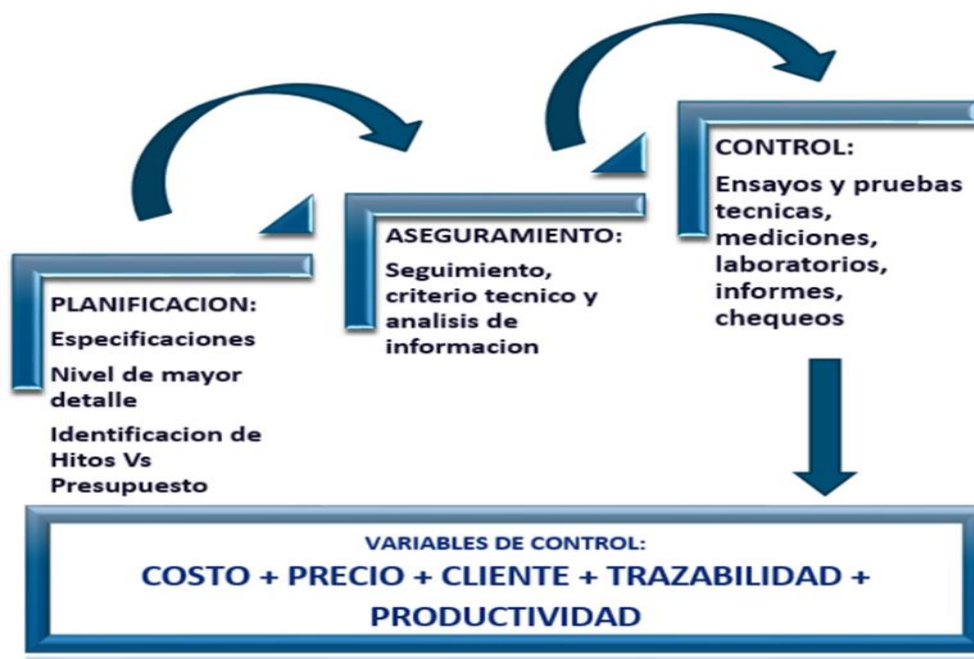 PLANIFICACION:
Especificaciones
Nivel de mayor
detalle
Identificacion de
Hitos Vs
Presupuesto
ASEGURAMIENTO:
Seguimiento,
criterio tecnico y
analisis de
informacion
CONTROL:
Ensayos y pruebas
tecnicas,
mediciones,
laboratorios,
informes,
chequeos
VARIABLES DE CONTROL:
COSTO + PRECIO + CLIENTE + TRAZABILIDAD +
PRODUCTIVIDAD